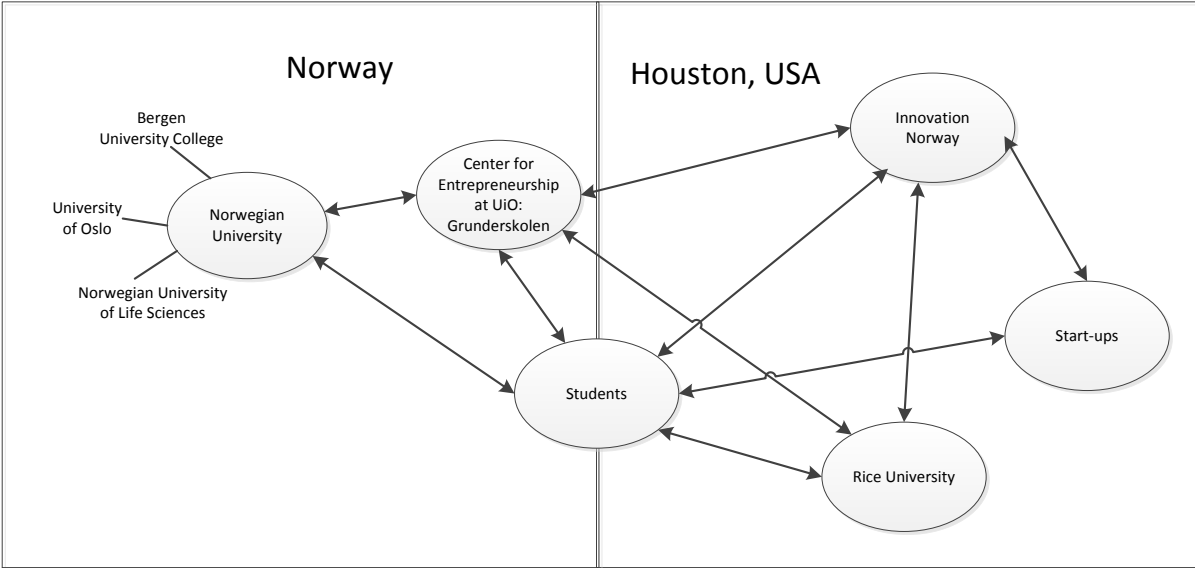 Norway
Houston, USA
Bergen
University College
University
of Oslo
Norwegian University
of Life Sciences
Norwegian
University
Center for
Entrepreneurship
at UiO:
Grunderskolen
Students
Innovation
Norway
Start-ups
Rice University